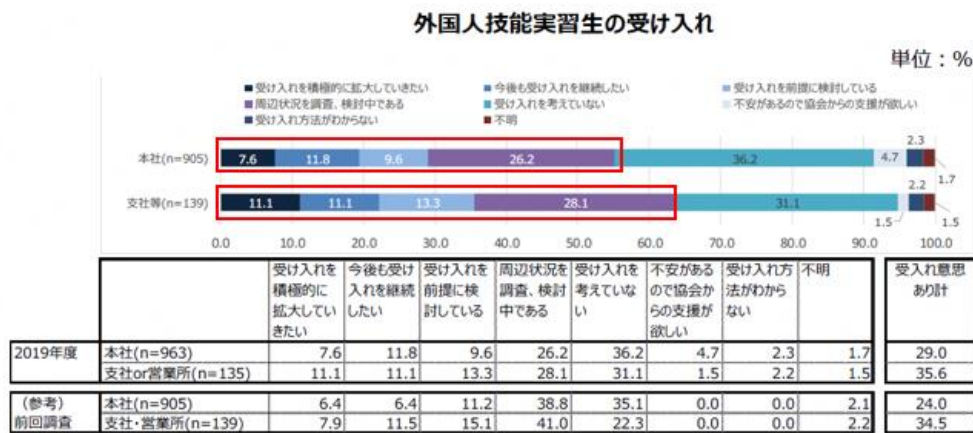 外国人技能実習生の受け入れ
単位：%
受け入れを積極的に拡大していきたい 今後も受け入れを継続したい 受け入れを前提に検討している
周辺状況を調査、検討中である 受け入れを考えていない 不安があるので協会からの支援が欲しい
受け入れ方法がわからない 不明
2.3
本社(n=905) 7.6 11.8 9.6 26.2 36.2 4.7
1.7
2.2
支社等(n=139) 11.1 11.1 13.3 28.1 31.1
1.5 1.5
0.0 10.0 20.0 30.0 40.0 50.0 60.0 70.0 80.0 90.0 100.0
受け入れを 今後も受け 受け入れを 周辺状況を 受け入れを 不安がある 受け入れ方 不明 受入れ意思
積極的に 入れを継続 前提に検 調査、検討 考えていな ので協会か 法がわから あり計
拡大してい したい 討している 中である い らの支援が ない
きたい 欲しい
2019年度 本社(n=963) 7.6 11.8 9.6 26.2 36.2 4.7 2.3 1.7 29.0
支社or営業所(n=135) 11.1 11.1 13.3 28.1 31.1 1.5 2.2 1.5 35.6
（参考） 本社(n=905) 6.4 6.4 11.2 38.8 35.1 0.0 0.0 2.1 24.0
前回調査 支社・営業所(n=139) 7.9 11.5 15.1 41.0 22.3 0.0 0.0 2.2 34.5